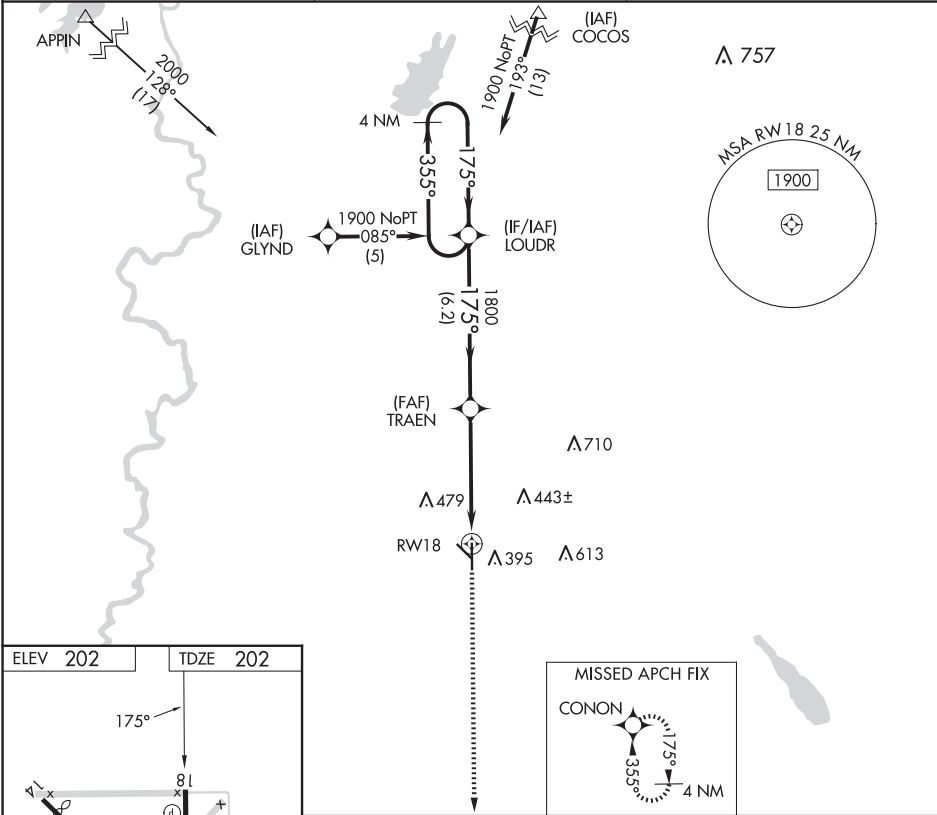 (IAF)
COCOS
APPIN
2000
128°
(17)
1900 NoPT
193°
(13)
757
4 NM
355°
175°
MSA RW18 25 NM
1900
(IAF)
GLYND
1900 NoPT
085°
(5)
(IF/IAF)
LOUDR
1800
175°
(6.2)
(FAF)
TRAEN
710
479
443±
RW18
395
613
ELEV 202
TDZE 202
175°
14
18
x
x
P
MISSED APCH FIX
CONON
355°
175°
4 NM